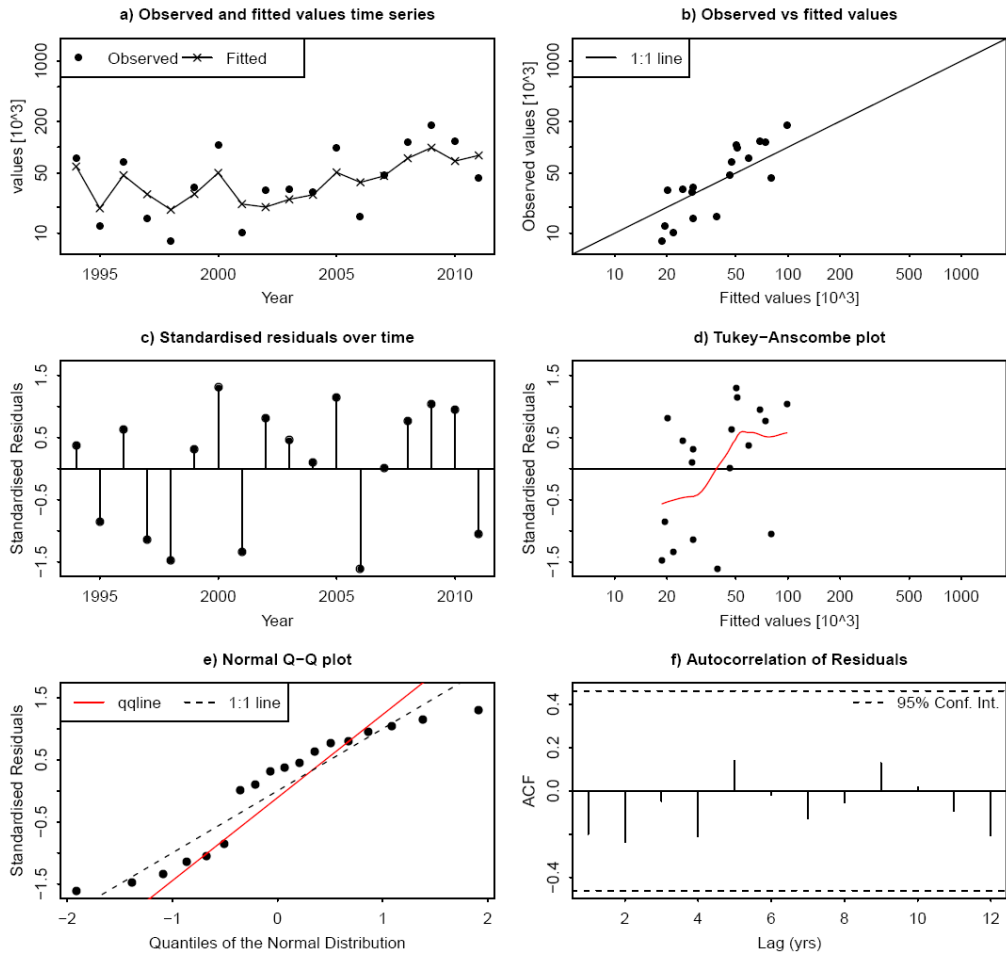 a) Observed and fitted values time series
Observed
Fitted
values [10^3]
1000
200
50
10
1995
2000
2005
2010
Year
b) Observed vs fitted values
1:1 line
Observed values [10^3]
1000
200
50
10
10
20
50
100
200
500
1000
Fitted values [10^3]
c) Standardised residuals over time
Standardised Residuals
1.5
0.5
−0.5
−1.5
1995
2000
2005
2010
Year
d) Tukey−Anscombe plot
Standardised Residuals
1.5
0.5
−0.5
−1.5
10
20
50
100
200
500
1000
Fitted values [10^3]
e) Normal Q−Q plot
qqline
1:1 line
Standardised Residuals
1.5
0.5
−0.5
−1.5
−2
−1
0
1
2
Quantiles of the Normal Distribution
f) Autocorrelation of Residuals
95% Conf. Int.
ACF
0.4
0.2
0.0
−0.4
2
4
6
8
10
12
Lag (yrs)